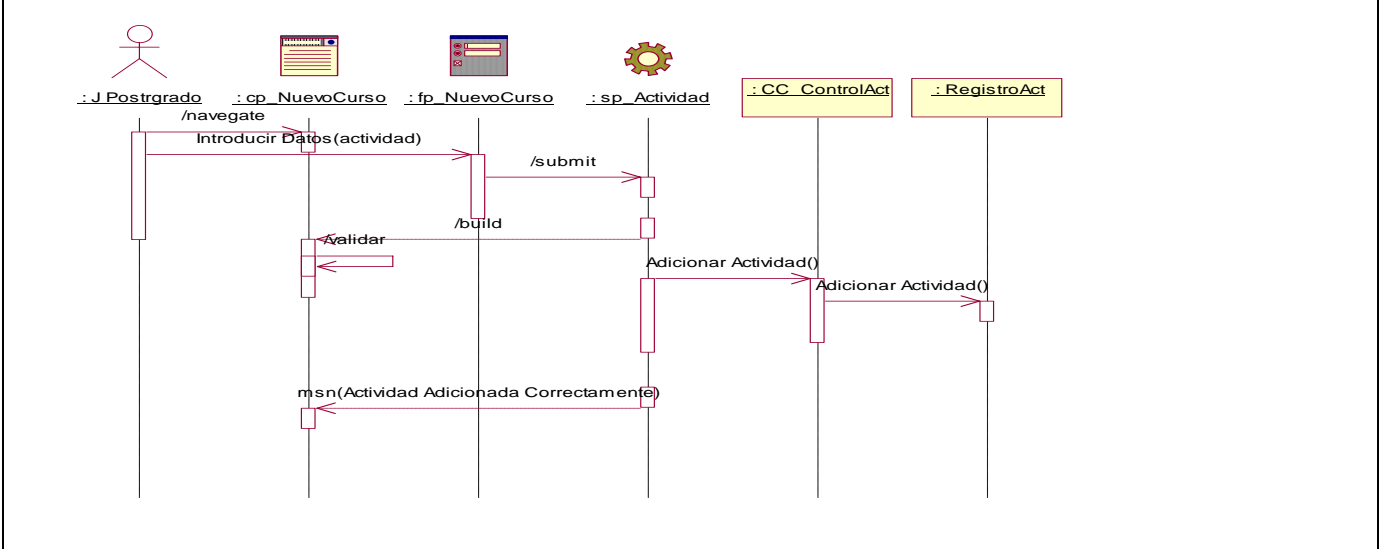 : J Postrgrado
: cp_NuevoCurso
: fp_NuevoCurso
: sp_Actividad
: CC_ControlAct
: RegistroAct
/navegate
Introducir Datos(actividad)
/submit
/build
/validar
Adicionar Actividad()
Adicionar Actividad()
msn(Actividad Adicionada Correctamente)